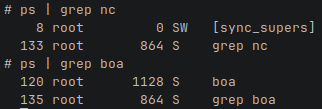 # ps | grep nc
8 root 0 SW [sync_supers]
133 root 864 S grep nc
# ps | grep boa
120 root 1128 S boa
135 root 864 S grep boa